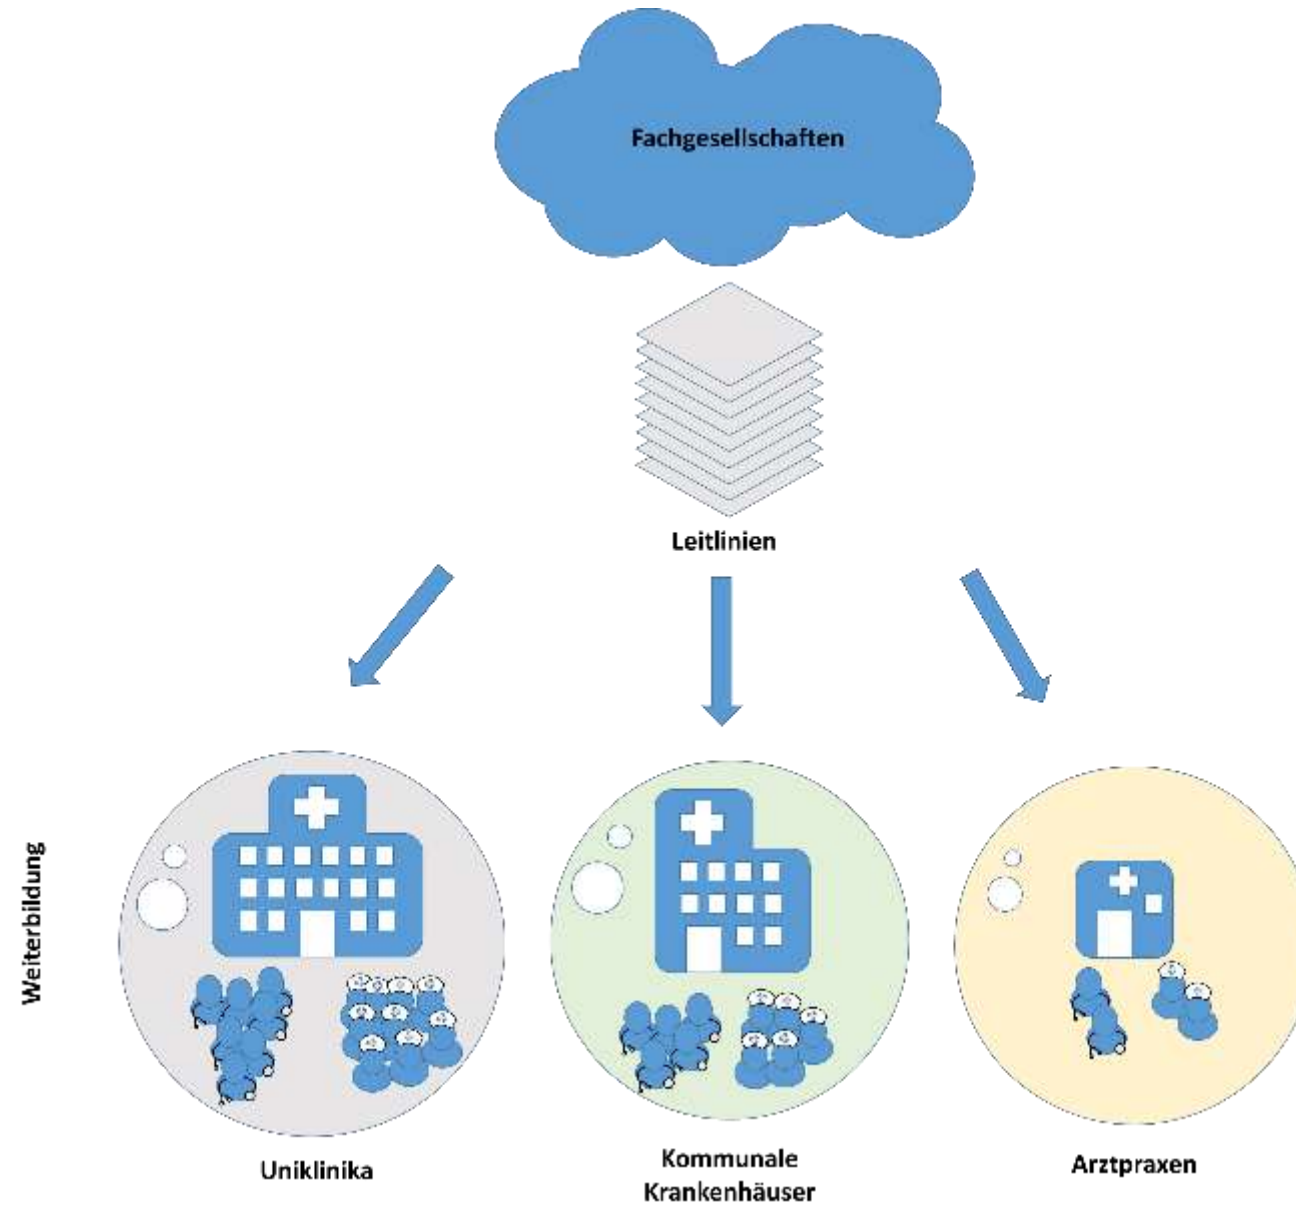 Fachgesellschaften
Leitlinien
Weiterbildung
Uniklinika
Kommunale
Krankenhäuser
Arztpraxen